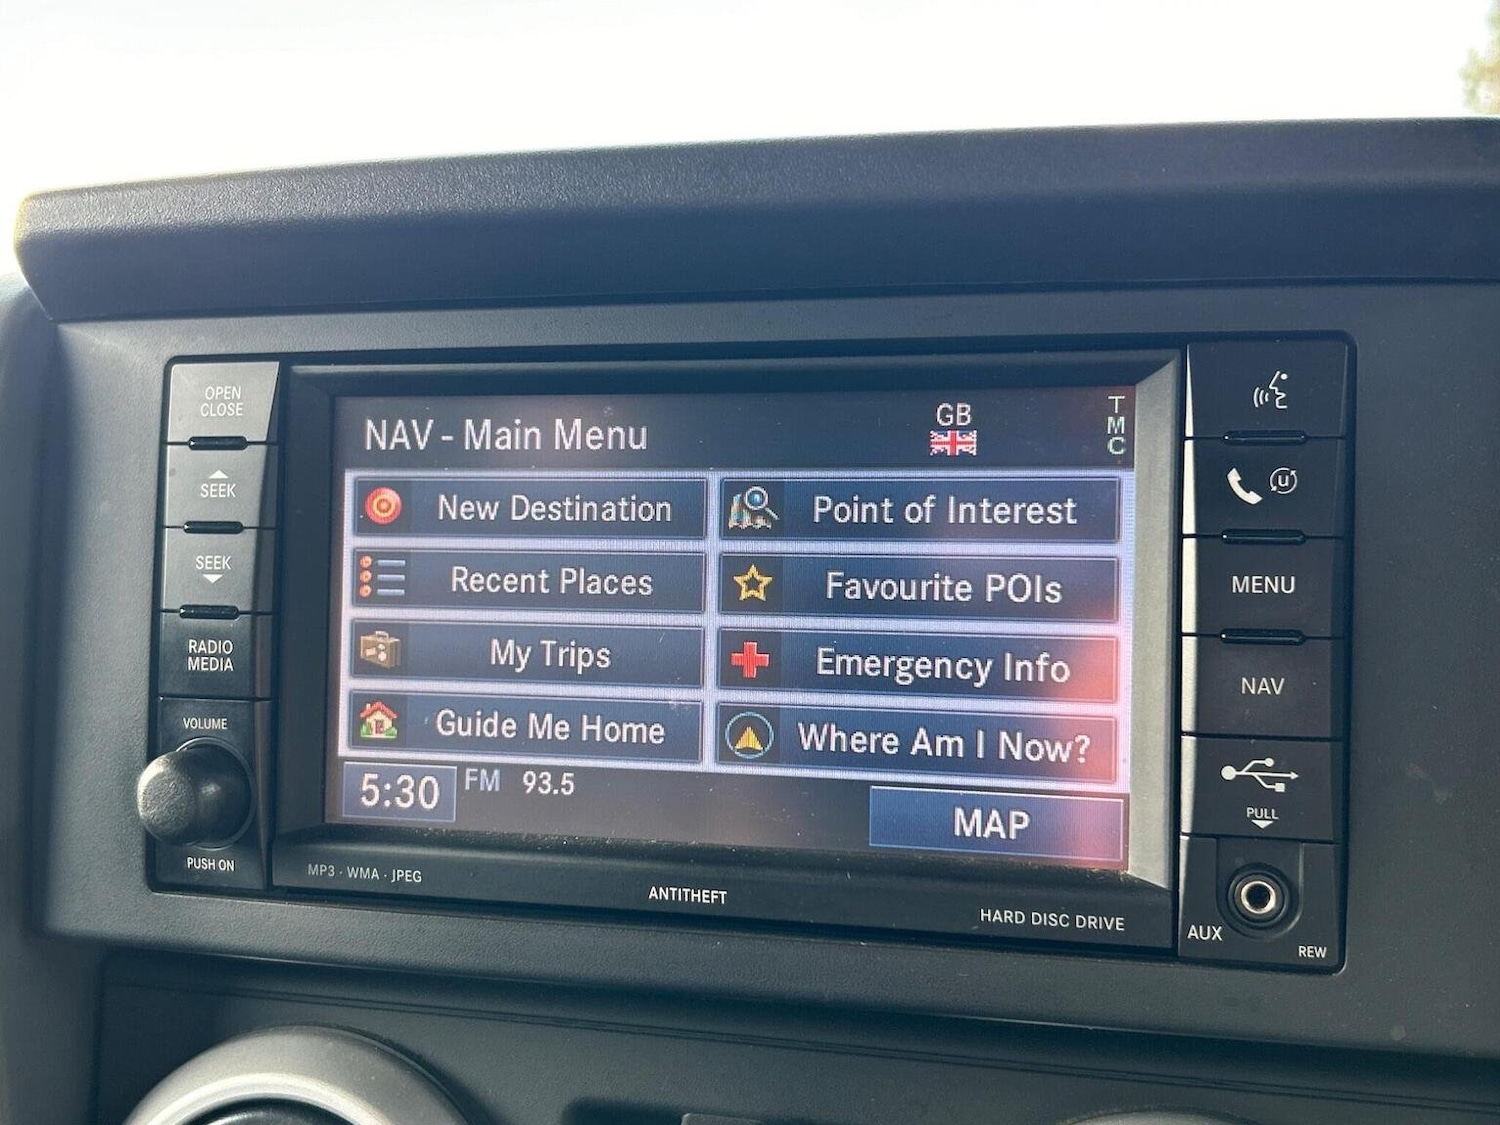 OPEN
CLOSE
SEEK
SEEK
RADIO
MEDIA
VOLUME
PUSH ON
NAV - Main Menu
GB
TMC
New Destination
Point of Interest
Recent Places
Favourite POIs
My Trips
Emergency Info
Guide Me Home
Where Am I Now?
5:30
FM 93.5
MAP
MP3 · WMA · JPEG
ANTITHEFT
HARD DISC DRIVE
u
MENU
NAV
PULL
AUX
REW